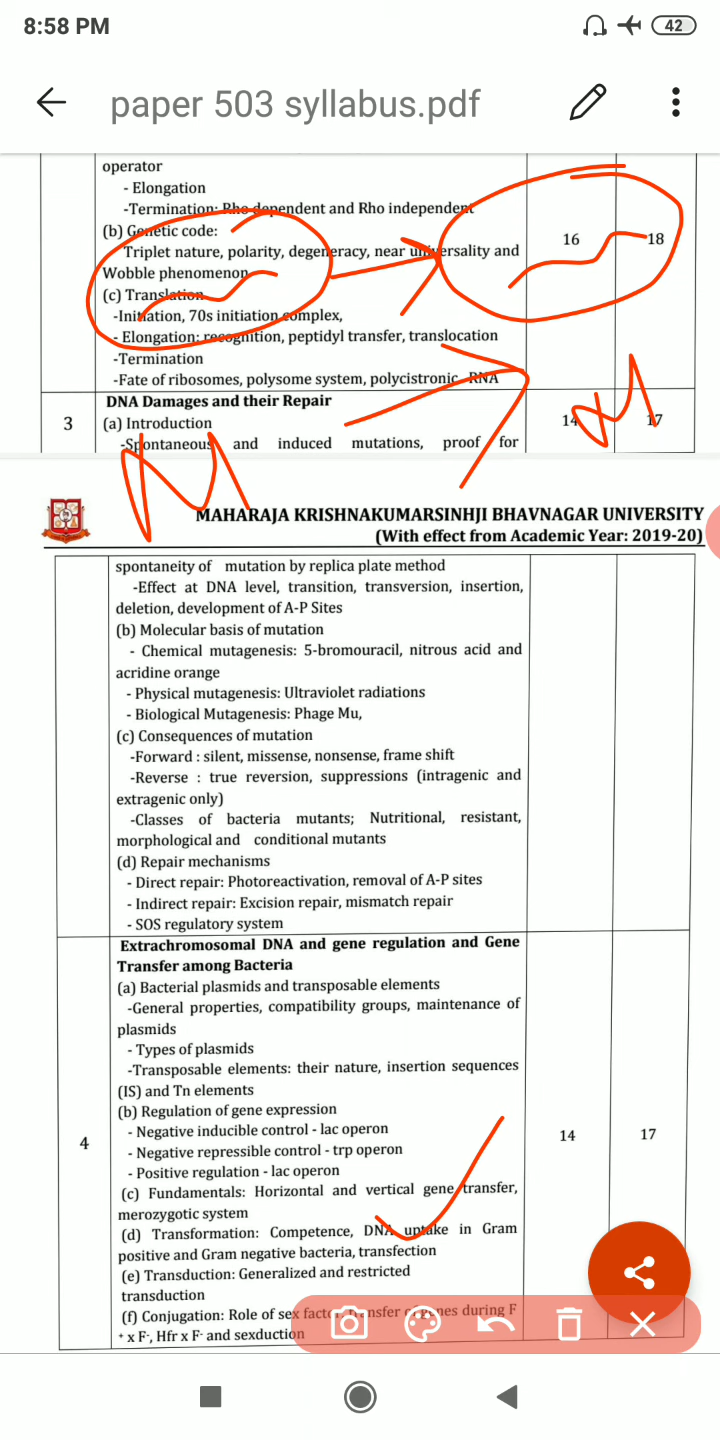 8:58 PM
42
paper 503 syllabus.pdf
operator
- Elongation
-Termination: Rho dependent and Rho independent
(b) Genetic code:
Triplet nature, polarity, degeneracy, near universality and
Wobble phenomenon
(c) Translation
-Initiation, 70s initiation complex,
- Elongation: recognition, peptidyl transfer, translocation
-Termination
-Fate of ribosomes, polysome system, polycistronic RNA
16
18
3
DNA Damages and their Repair
(a) Introduction
-Spontaneous and induced mutations, proof for
14
17
MAHARAJA KRISHNAKUMARSINHJI BHAVNAGAR UNIVERSITY
(With effect from Academic Year: 2019-20)
spontaneity of mutation by replica plate method
-Effect at DNA level, transition, transversion, insertion,
deletion, development of A-P Sites
(b) Molecular basis of mutation
- Chemical mutagenesis: 5-bromouracil, nitrous acid and
acridine orange
- Physical mutagenesis: Ultraviolet radiations
- Biological Mutagenesis: Phage Mu,
(c) Consequences of mutation
-Forward : silent, missense, nonsense, frame shift
-Reverse : true reversion, suppressions (intragenic and
extragenic only)
-Classes of bacteria mutants; Nutritional, resistant,
morphological and conditional mutants
(d) Repair mechanisms
- Direct repair: Photoreactivation, removal of A-P sites
- Indirect repair: Excision repair, mismatch repair
- SOS regulatory system
4
Extrachromosomal DNA and gene regulation and Gene
Transfer among Bacteria
(a) Bacterial plasmids and transposable elements
-General properties, compatibility groups, maintenance of
plasmids
- Types of plasmids
-Transposable elements: their nature, insertion sequences
(IS) and Tn elements
(b) Regulation of gene expression
- Negative inducible control - lac operon
- Negative repressible control - trp operon
- Positive regulation - lac operon
(c) Fundamentals: Horizontal and vertical gene transfer,
merozygotic system
(d) Transformation: Competence, DNA uptake in Gram
positive and Gram negative bacteria, transfection
(e) Transduction: Generalized and restricted
transduction
(f) Conjugation: Role of sex factor, transfer of genes during F
+ x F-, Hfr x F- and sexduction
14
17